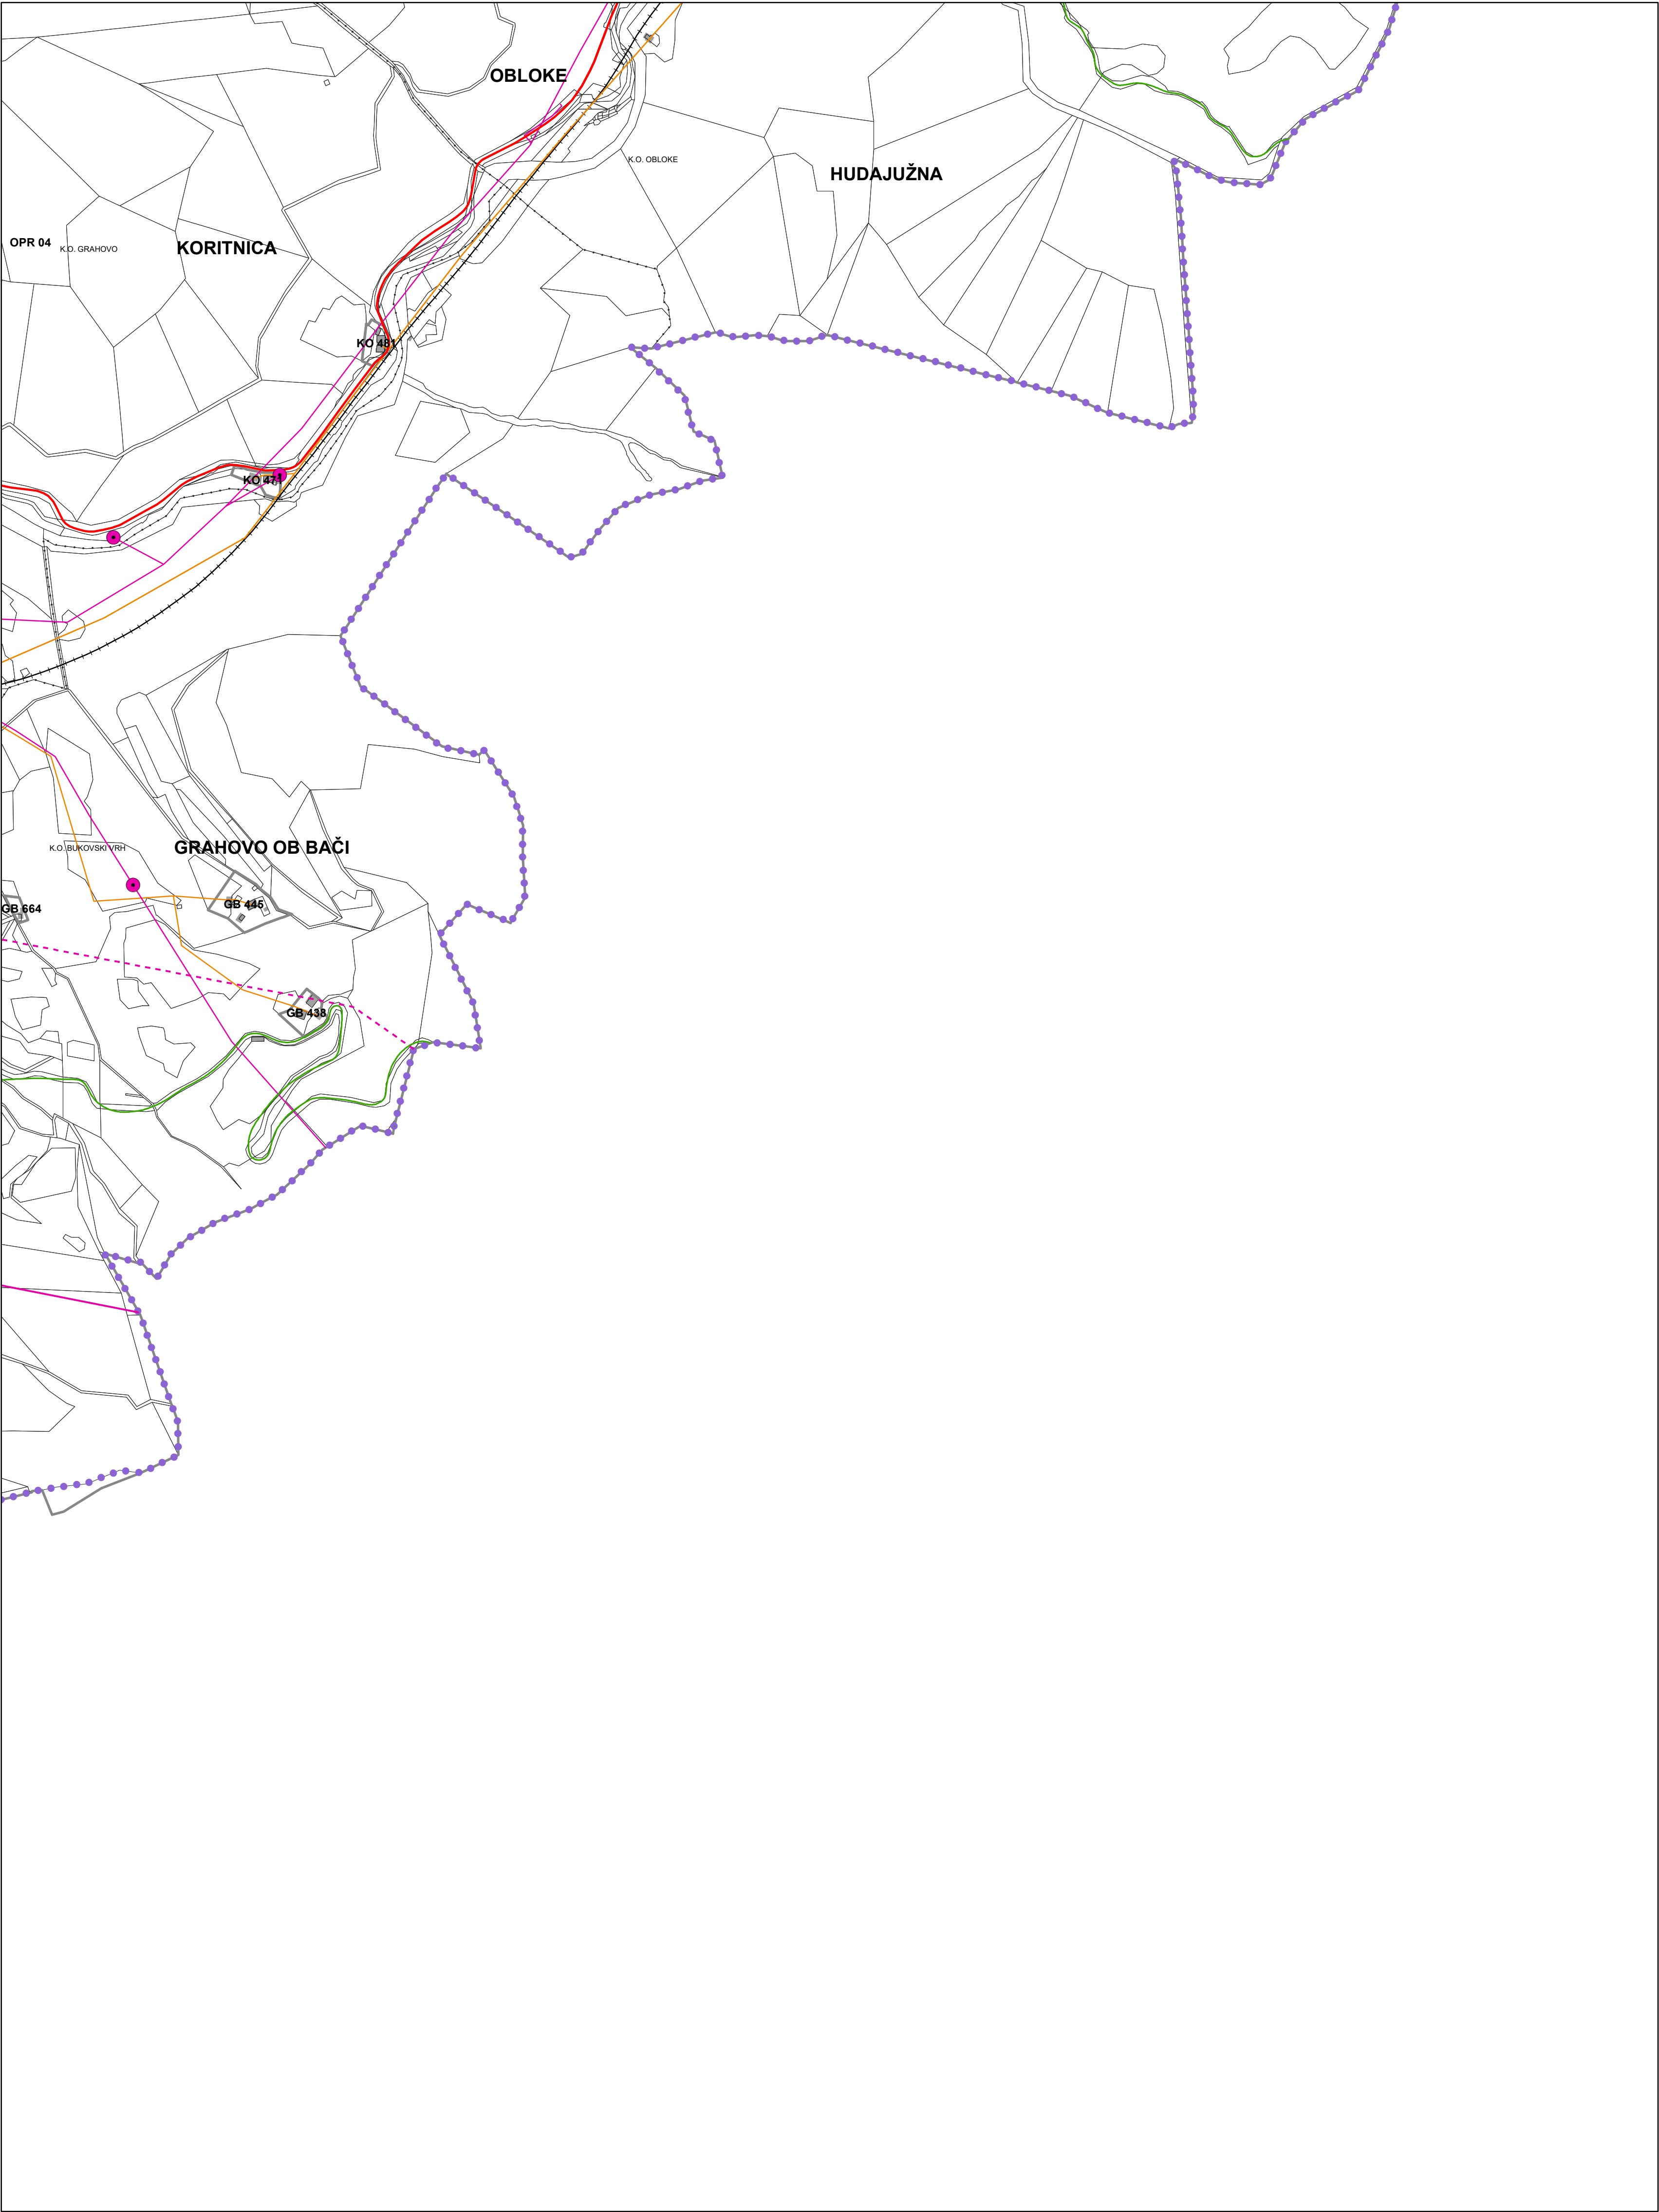 OBLOKE
K.O. OBLOKE
HUDAJUŽNA
OPR 04
K.O. GRAHOVO
KORITNICA
KO 481
KO 471
K.O. BUKOVSKI VRH
GRAHOVO OB BAČI
GB 445
GB 664
GB 438